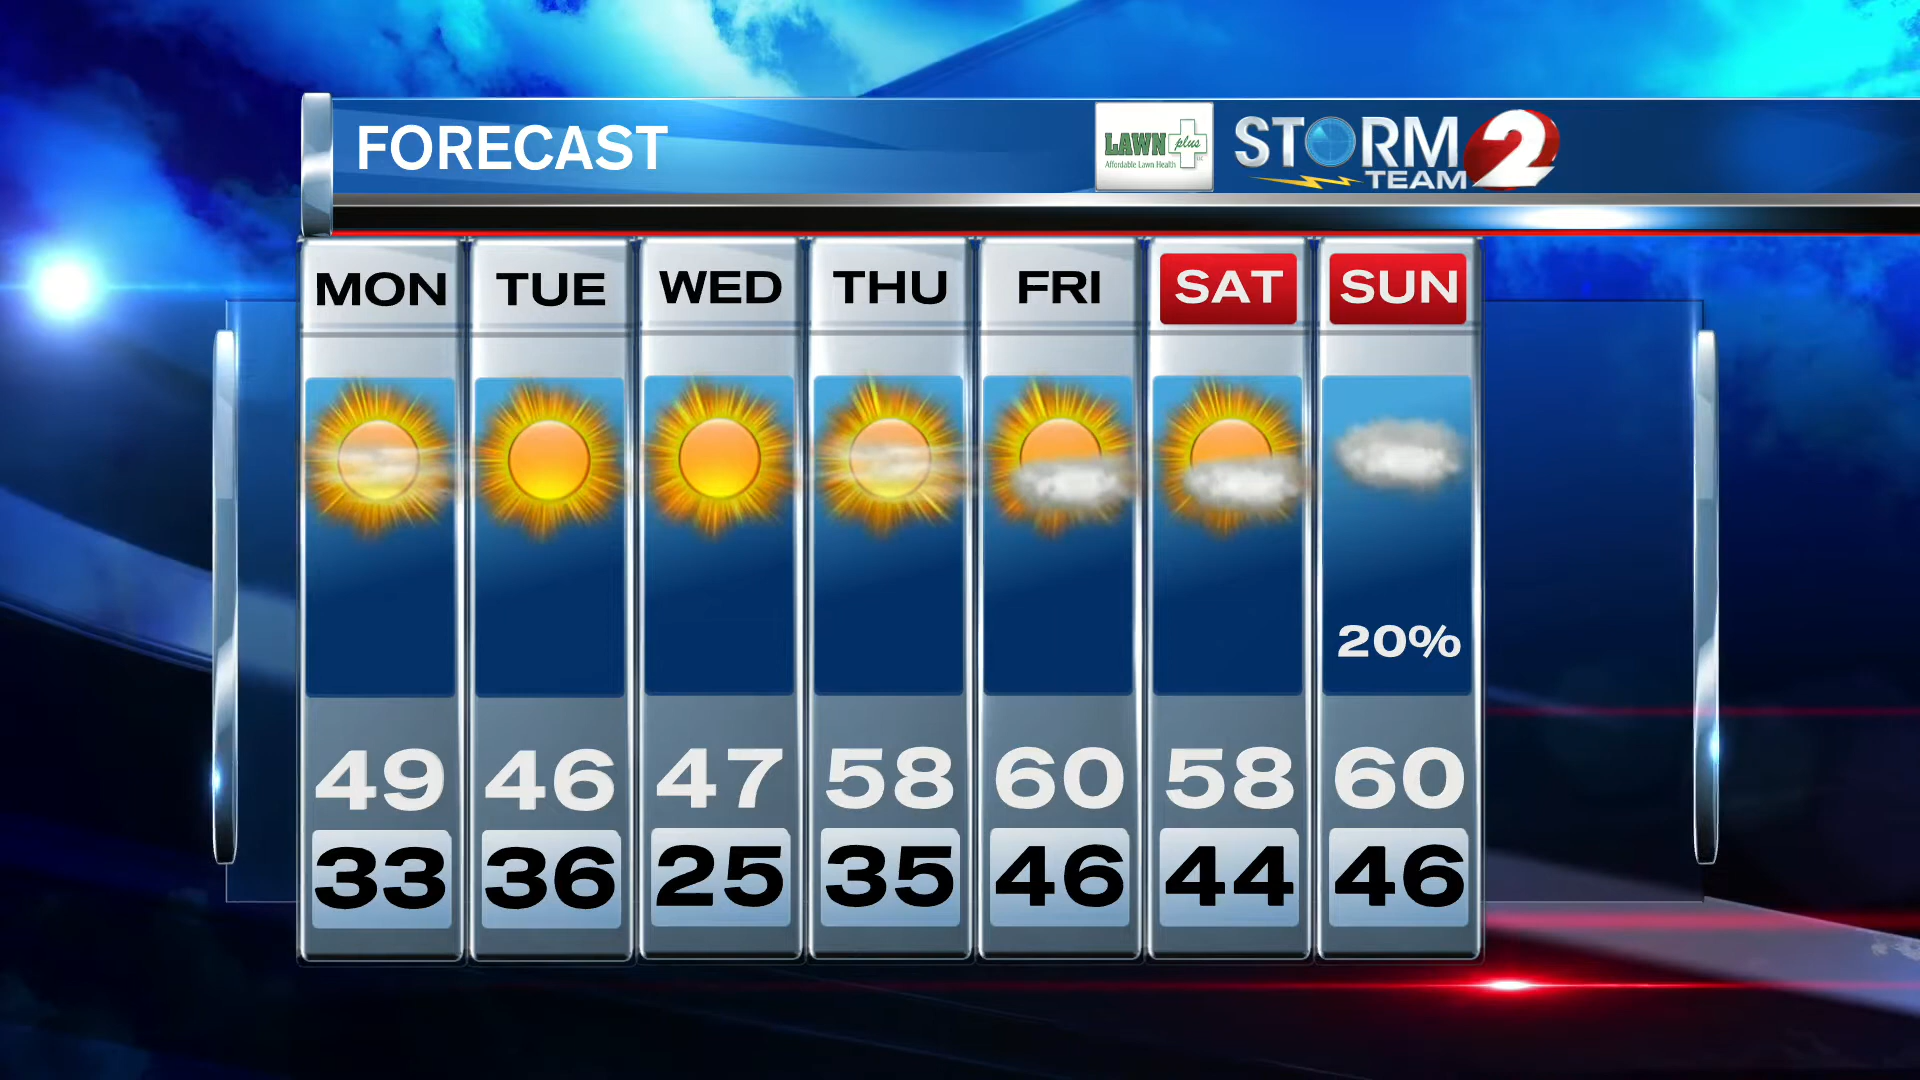 FORECAST
LAWN plus
Affordable Lawn Health
STORM
TEAM
2
MON TUE WED THU FRI SAT SUN
20%
49 46 47 58 60 58 60
33 36 25 35 46 44 46